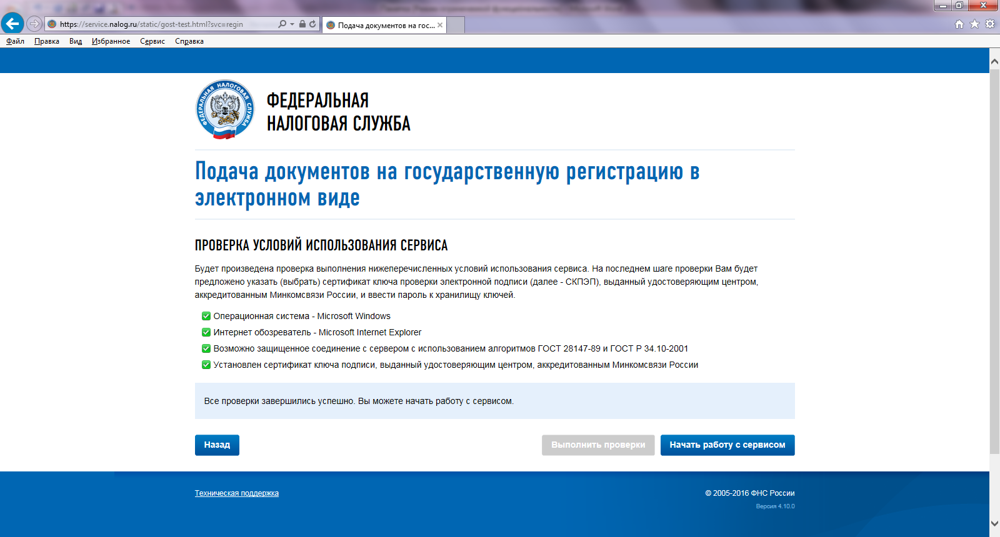 https://service.nalog.ru/static/gost-test.html?svc=regin
Подача документов на гос...
Файл Правка Вид Избранное Сервис Справка
ФЕДЕРАЛЬНАЯ НАЛОГОВАЯ СЛУЖБА
ФЕДЕРАЛЬНАЯ
НАЛОГОВАЯ СЛУЖБА
Подача документов на государственную регистрацию в
электронном виде
ПРОВЕРКА УСЛОВИЙ ИСПОЛЬЗОВАНИЯ СЕРВИСА
Будет произведена проверка выполнения нижеперечисленных условий использования сервиса. На последнем шаге проверки Вам будет
предложено указать (выбрать) сертификат ключа проверки электронной подписи (далее - СКПЭП), выданный удостоверяющим центром,
аккредитованным Минкомсвязи России, и ввести пароль к хранилищу ключей.
Операционная система - Microsoft Windows
Интернет обозреватель - Microsoft Internet Explorer
Возможно защищенное соединение с сервером с использованием алгоритмов ГОСТ 28147-89 и ГОСТ Р 34.10-2001
Установлен сертификат ключа подписи, выданный удостоверяющим центром, аккредитованным Минкомсвязи России
Все проверки завершились успешно. Вы можете начать работу с сервисом.
Назад
Выполнить проверки
Начать работу с сервисом
Техническая поддержка
© 2005-2016 ФНС России
Версия 4.10.0